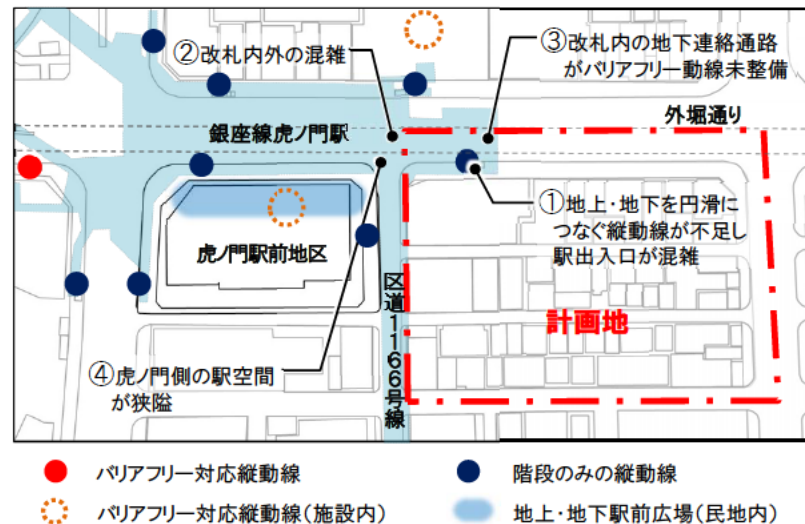 ②改札内外の混雑
③改札内の地下連絡通路
がバリアフリー動線未整備
外堀通り
銀座線虎ノ門駅
①地上・地下を円滑に
つなぐ縦動線が不足し
駅出入口が混雑
虎ノ門駅前地区
区道1166号線
計画地
④虎ノ門側の駅空間
が狭隘
バリアフリー対応縦動線
階段のみの縦動線
バリアフリー対応縦動線(施設内)
地上・地下駅前広場(民地内)